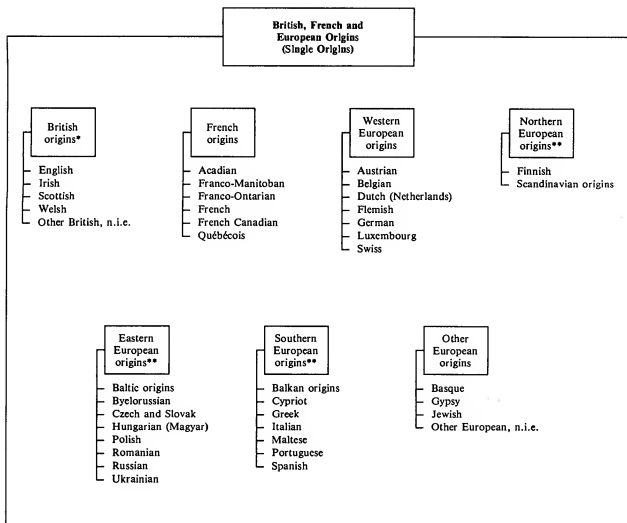 British, French and
European Origins
(Single Origins)
British
origins*
English
Irish
Scottish
Welsh
Other British, n.i.e.
French
origins
Acadian
Franco-Manitoban
Franco-Ontarian
French
French Canadian
Québécois
Western
European
origins
Austrian
Belgian
Dutch (Netherlands)
Flemish
German
Luxembourg
Swiss
Northern
European
origins**
Finnish
Scandinavian origins
Eastern
European
origins**
Baltic origins
Byelorussian
Czech and Slovak
Hungarian (Magyar)
Polish
Romanian
Russian
Ukrainian
Southern
European
origins**
Balkan origins
Cypriot
Greek
Italian
Maltese
Portuguese
Spanish
Other
European
origins
Basque
Gypsy
Jewish
Other European, n.i.e.